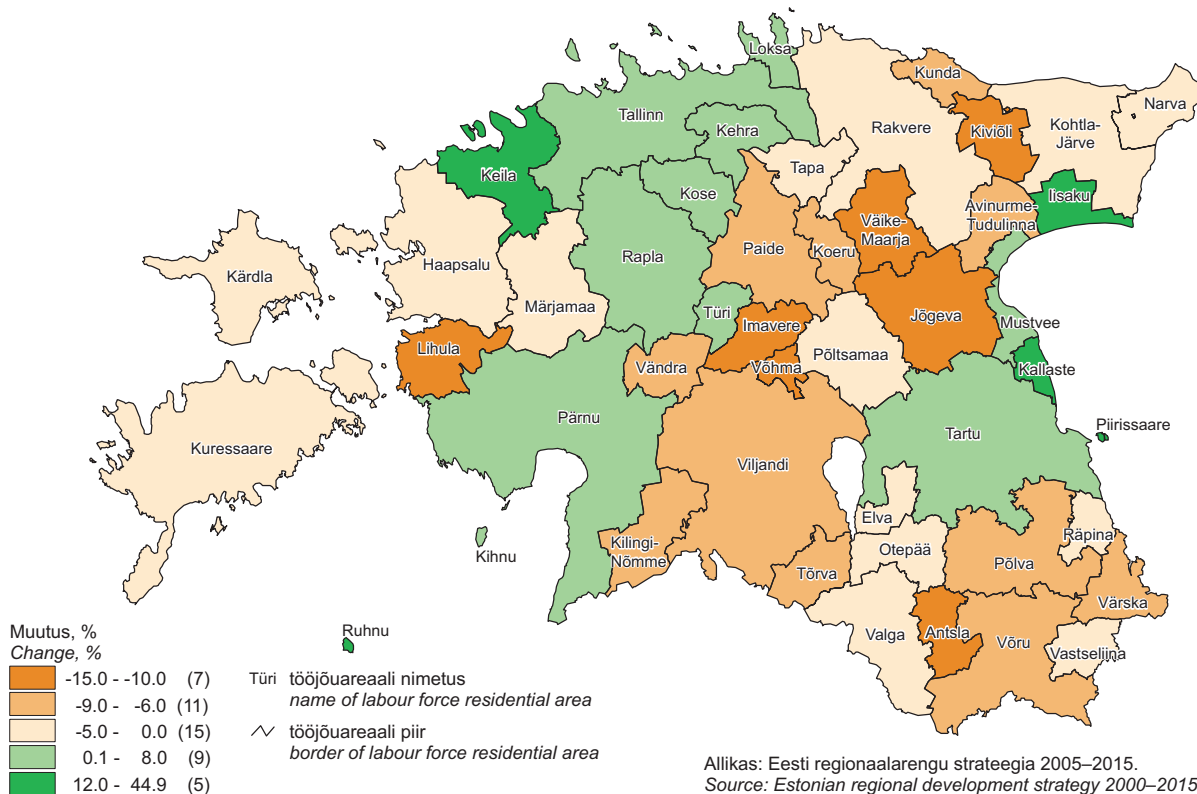 Loksa
Kunda
Narva
Tallinn
Kehra
Rakvere
Kiviõli
Kohtla-
Järve
Tapa
Keila
Kose
Iisaku
Avinurme-
Tudulinna
Väike-
Maarja
Paide
Koeru
Rapla
Haapsalu
Kärdla
Märjamaa
Türi
Imavere
Jõgeva
Mustvee
Lihula
Võhma
Põltsamaa
Kallaste
Vändra
Pärnu
Piirissaare
Tartu
Kuressaare
Viljandi
Elva
Räpina
Kihnu
Kilingi-
Nõmme
Otepää
Põlva
Tõrva
Värska
Ruhnu
Valga
Antsla
Võru
Vastseliina
Muutus, %
Change, %
-15.0 - -10.0 (7)
-9.0 - -6.0 (11)
-5.0 - 0.0 (15)
0.1 - 8.0 (9)
12.0 - 44.9 (5)
Türi tööjõuareaali nimetus
name of labour force residential area
tööjõuareaali piir
border of labour force residential area
Allikas: Eesti regionaalarengu strateegia 2005–2015.
Source: Estonian regional development strategy 2000–2015